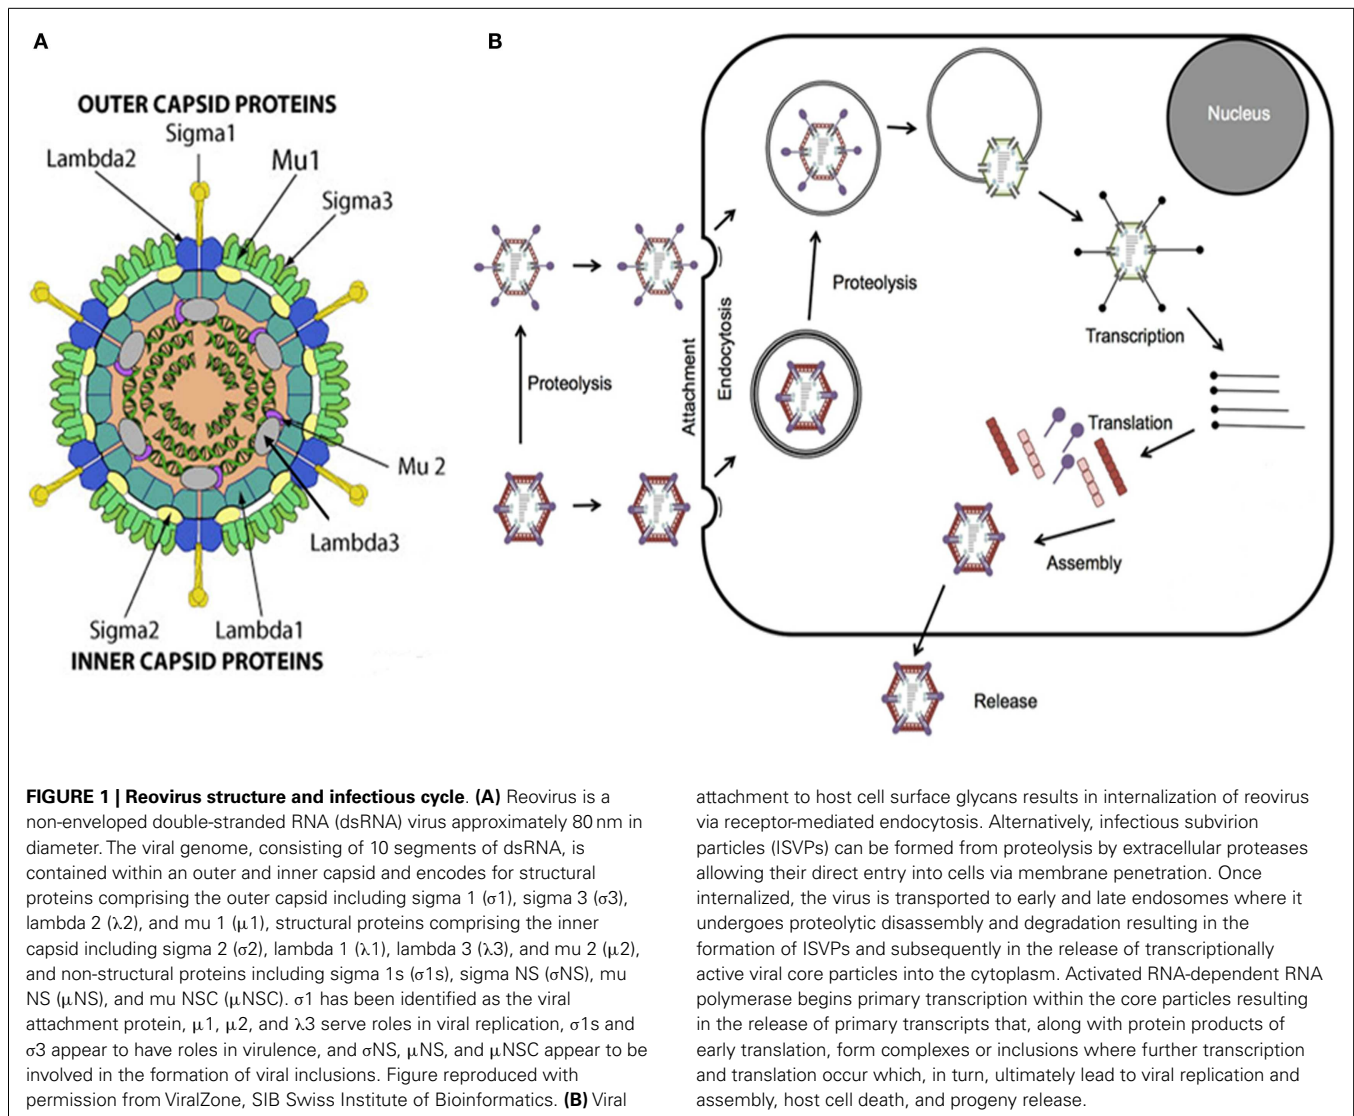 A
OUTER CAPSID PROTEINS
Sigma1
Lambda2
Mu1
Sigma3
Mu 2
Lambda3
Sigma2
Lambda1
INNER CAPSID PROTEINS
B
Nucleus
Proteolysis
Attachment
Endocytosis
Proteolysis
Transcription
Translation
Assembly
Release
FIGURE 1 | Reovirus structure and infectious cycle. (A) Reovirus is a
non-enveloped double-stranded RNA (dsRNA) virus approximately 80 nm in
diameter. The viral genome, consisting of 10 segments of dsRNA, is
contained within an outer and inner capsid and encodes for structural
proteins comprising the outer capsid including sigma 1 (σ1), sigma 3 (σ3),
lambda 2 (λ2), and mu 1 (μ1), structural proteins comprising the inner
capsid including sigma 2 (σ2), lambda 1 (λ1), lambda 3 (λ3), and mu 2 (μ2),
and non-structural proteins including sigma 1s (σ1s), sigma NS (σNS), mu
NS (μNS), and mu NSC (μNSC). σ1 has been identified as the viral
attachment protein, μ1, μ2, and λ3 serve roles in viral replication, σ1s and
σ3 appear to have roles in virulence, and σNS, μNS, and μNSC appear to be
involved in the formation of viral inclusions. Figure reproduced with
permission from ViralZone, SIB Swiss Institute of Bioinformatics. (B) Viral
attachment to host cell surface glycans results in internalization of reovirus
via receptor-mediated endocytosis. Alternatively, infectious subvirion
particles (ISVPs) can be formed from proteolysis by extracellular proteases
allowing their direct entry into cells via membrane penetration. Once
internalized, the virus is transported to early and late endosomes where it
undergoes proteolytic disassembly and degradation resulting in the
formation of ISVPs and subsequently in the release of transcriptionally
active viral core particles into the cytoplasm. Activated RNA-dependent RNA
polymerase begins primary transcription within the core particles resulting
in the release of primary transcripts that, along with protein products of
early translation, form complexes or inclusions where further transcription
and translation occur which, in turn, ultimately lead to viral replication and
assembly, host cell death, and progeny release.